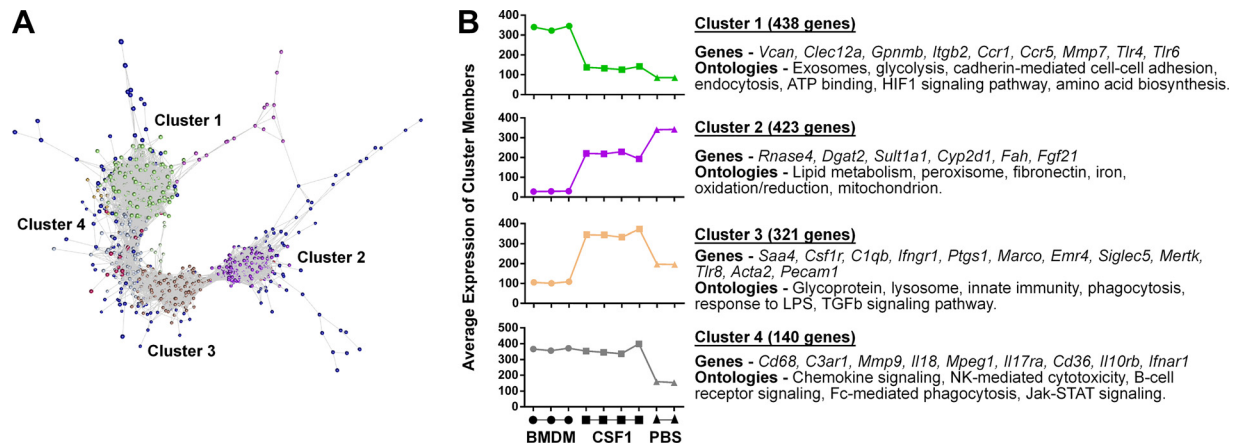 A
Cluster 1
Cluster 4
Cluster 2
Cluster 3
B
Average Expression of Cluster Members
400
300
200
100
0
Cluster 1 (438 genes)
Genes - Vcan, Clec12a, Gpnmb, Itgb2, Ccr1, Ccr5, Mmp7, Tlr4, Tlr6
Ontologies - Exosomes, glycolysis, cadherin-mediated cell-cell adhesion,
endocytosis, ATP binding, HIF1 signaling pathway, amino acid biosynthesis.
400
300
200
100
0
Cluster 2 (423 genes)
Genes - Rnase4, Dgat2, Sult1a1, Cyp2d1, Fah, Fgf21
Ontologies - Lipid metabolism, peroxisome, fibronectin, iron,
oxidation/reduction, mitochondrion.
400
300
200
100
0
Cluster 3 (321 genes)
Genes - Saa4, Csf1r, C1qb, Ifngr1, Ptgs1, Marco, Emr4, Siglec5, Mertk,
Tlr8, Acta2, Pecam1
Ontologies - Glycoprotein, lysosome, innate immunity, phagocytosis,
response to LPS, TGFb signaling pathway.
500
400
300
200
100
0
Cluster 4 (140 genes)
Genes - Cd68, C3ar1, Mmp9, Il18, Mpeg1, Il17ra, Cd36, Il10rb, Ifnar1
Ontologies - Chemokine signaling, NK-mediated cytotoxicity, B-cell
receptor signaling, Fc-mediated phagocytosis, Jak-STAT signaling.
BMDM CSF1 PBS